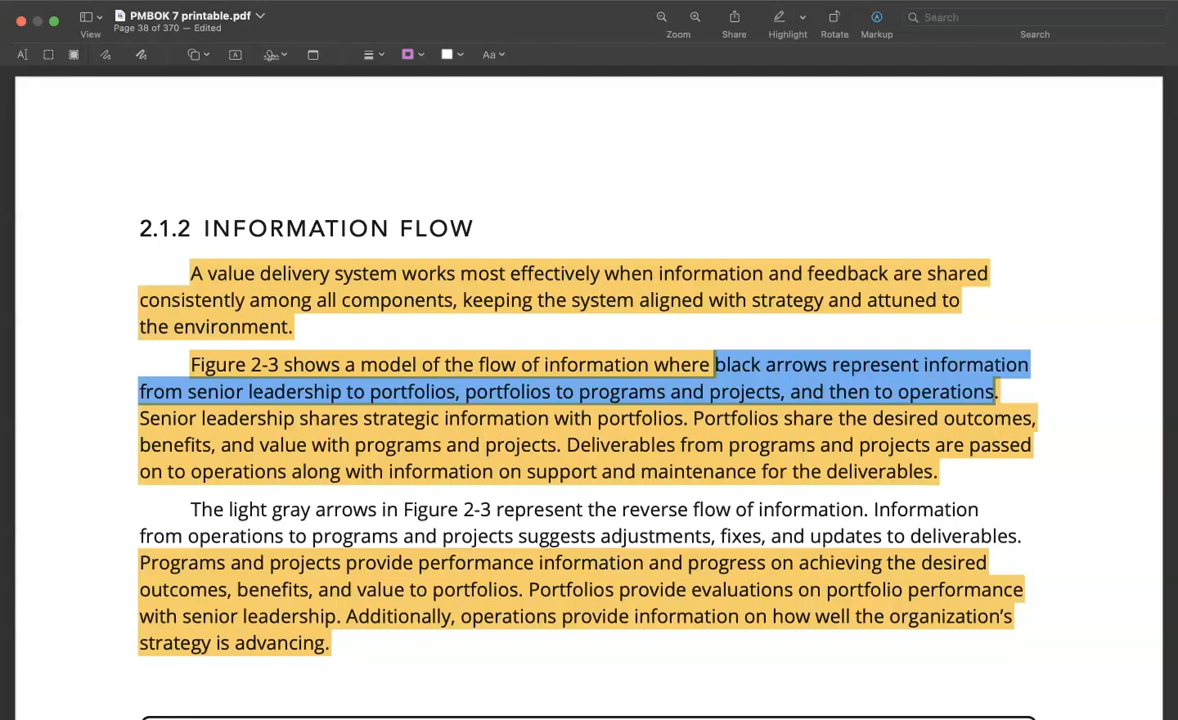 PMBOK 7 printable.pdf
Page 38 of 370 – Edited
View
Zoom
Share
Highlight
Rotate
Markup
Search
Search
A
Aa
2.1.2 INFORMATION FLOW
A value delivery system works most effectively when information and feedback are shared
consistently among all components, keeping the system aligned with strategy and attuned to
the environment.
Figure 2-3 shows a model of the flow of information where black arrows represent information
from senior leadership to portfolios, portfolios to programs and projects, and then to operations.
Senior leadership shares strategic information with portfolios. Portfolios share the desired outcomes,
benefits, and value with programs and projects. Deliverables from programs and projects are passed
on to operations along with information on support and maintenance for the deliverables.
The light gray arrows in Figure 2-3 represent the reverse flow of information. Information
from operations to programs and projects suggests adjustments, fixes, and updates to deliverables.
Programs and projects provide performance information and progress on achieving the desired
outcomes, benefits, and value to portfolios. Portfolios provide evaluations on portfolio performance
with senior leadership. Additionally, operations provide information on how well the organization’s
strategy is advancing.